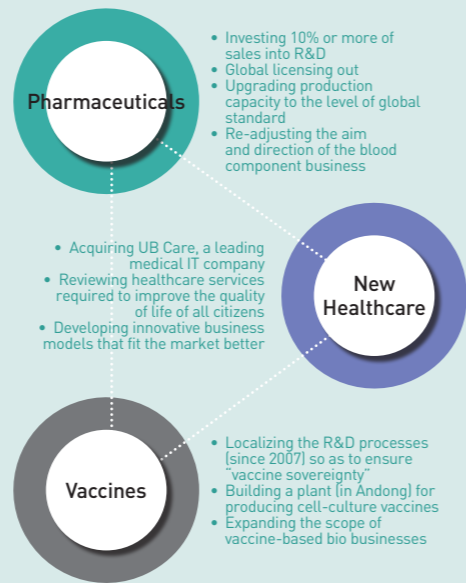 Pharmaceuticals
• Investing 10% or more of
sales into R&D
• Global licensing out
• Upgrading production
capacity to the level of global
standard
• Re-adjusting the aim
and direction of the blood
component business
• Acquiring UB Care, a leading
medical IT company
• Reviewing healthcare services
required to improve the quality
of life of all citizens
• Developing innovative business
models that fit the market better
New
Healthcare
Vaccines
• Localizing the R&D processes
(since 2007) so as to ensure
"vaccine sovereignty"
• Building a plant (in Andong) for
producing cell-culture vaccines
• Expanding the scope of
vaccine-based bio businesses